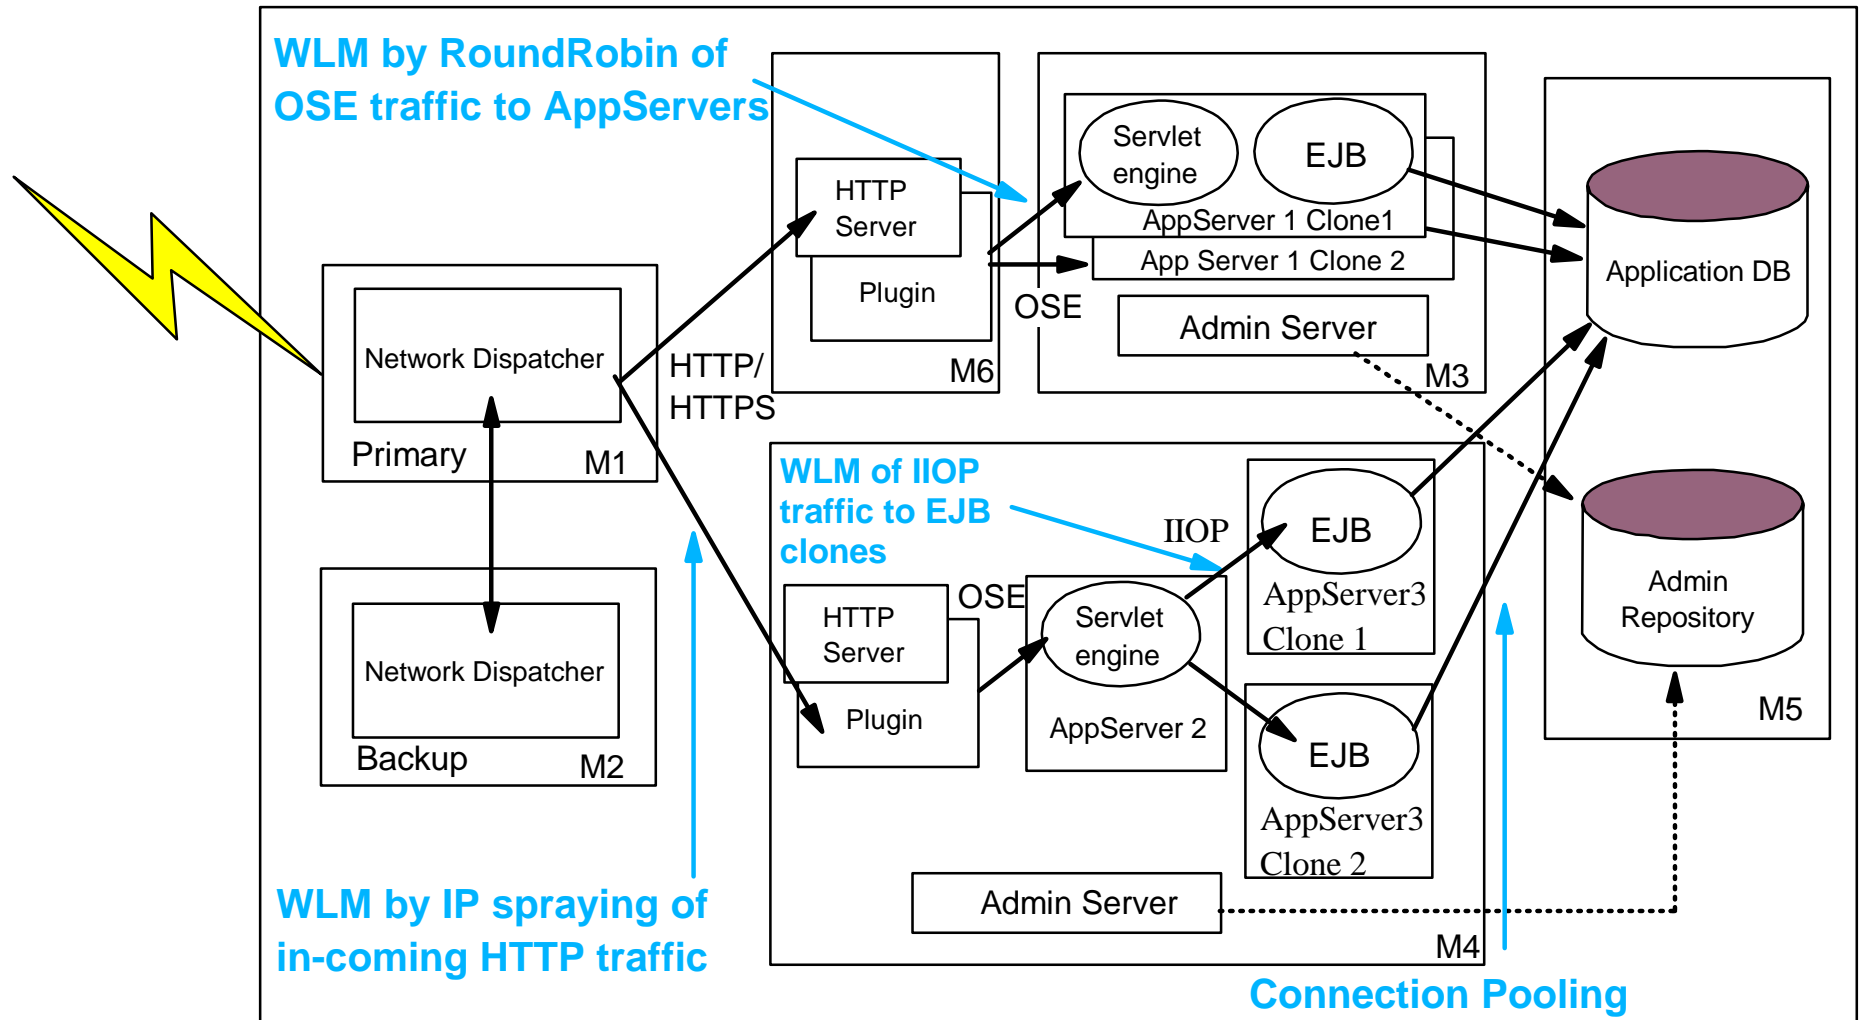 WLM by RoundRobin of
OSE traffic to AppServers
HTTP
Server
Plugin
M6
OSE
Servlet
engine
EJB
AppServer 1 Clone1
App Server 1 Clone 2
Admin Server
M3
Application DB
Admin
Repository
M5
Network Dispatcher
Primary
M1
HTTP/
HTTPS
Network Dispatcher
Backup
M2
WLM of IIOP
traffic to EJB
clones
IIOP
HTTP
Server
Plugin
OSE
Servlet
engine
AppServer 2
EJB
AppServer3
Clone 1
EJB
AppServer3
Clone 2
Admin Server
M4
WLM by IP spraying of
in-coming HTTP traffic
Connection Pooling